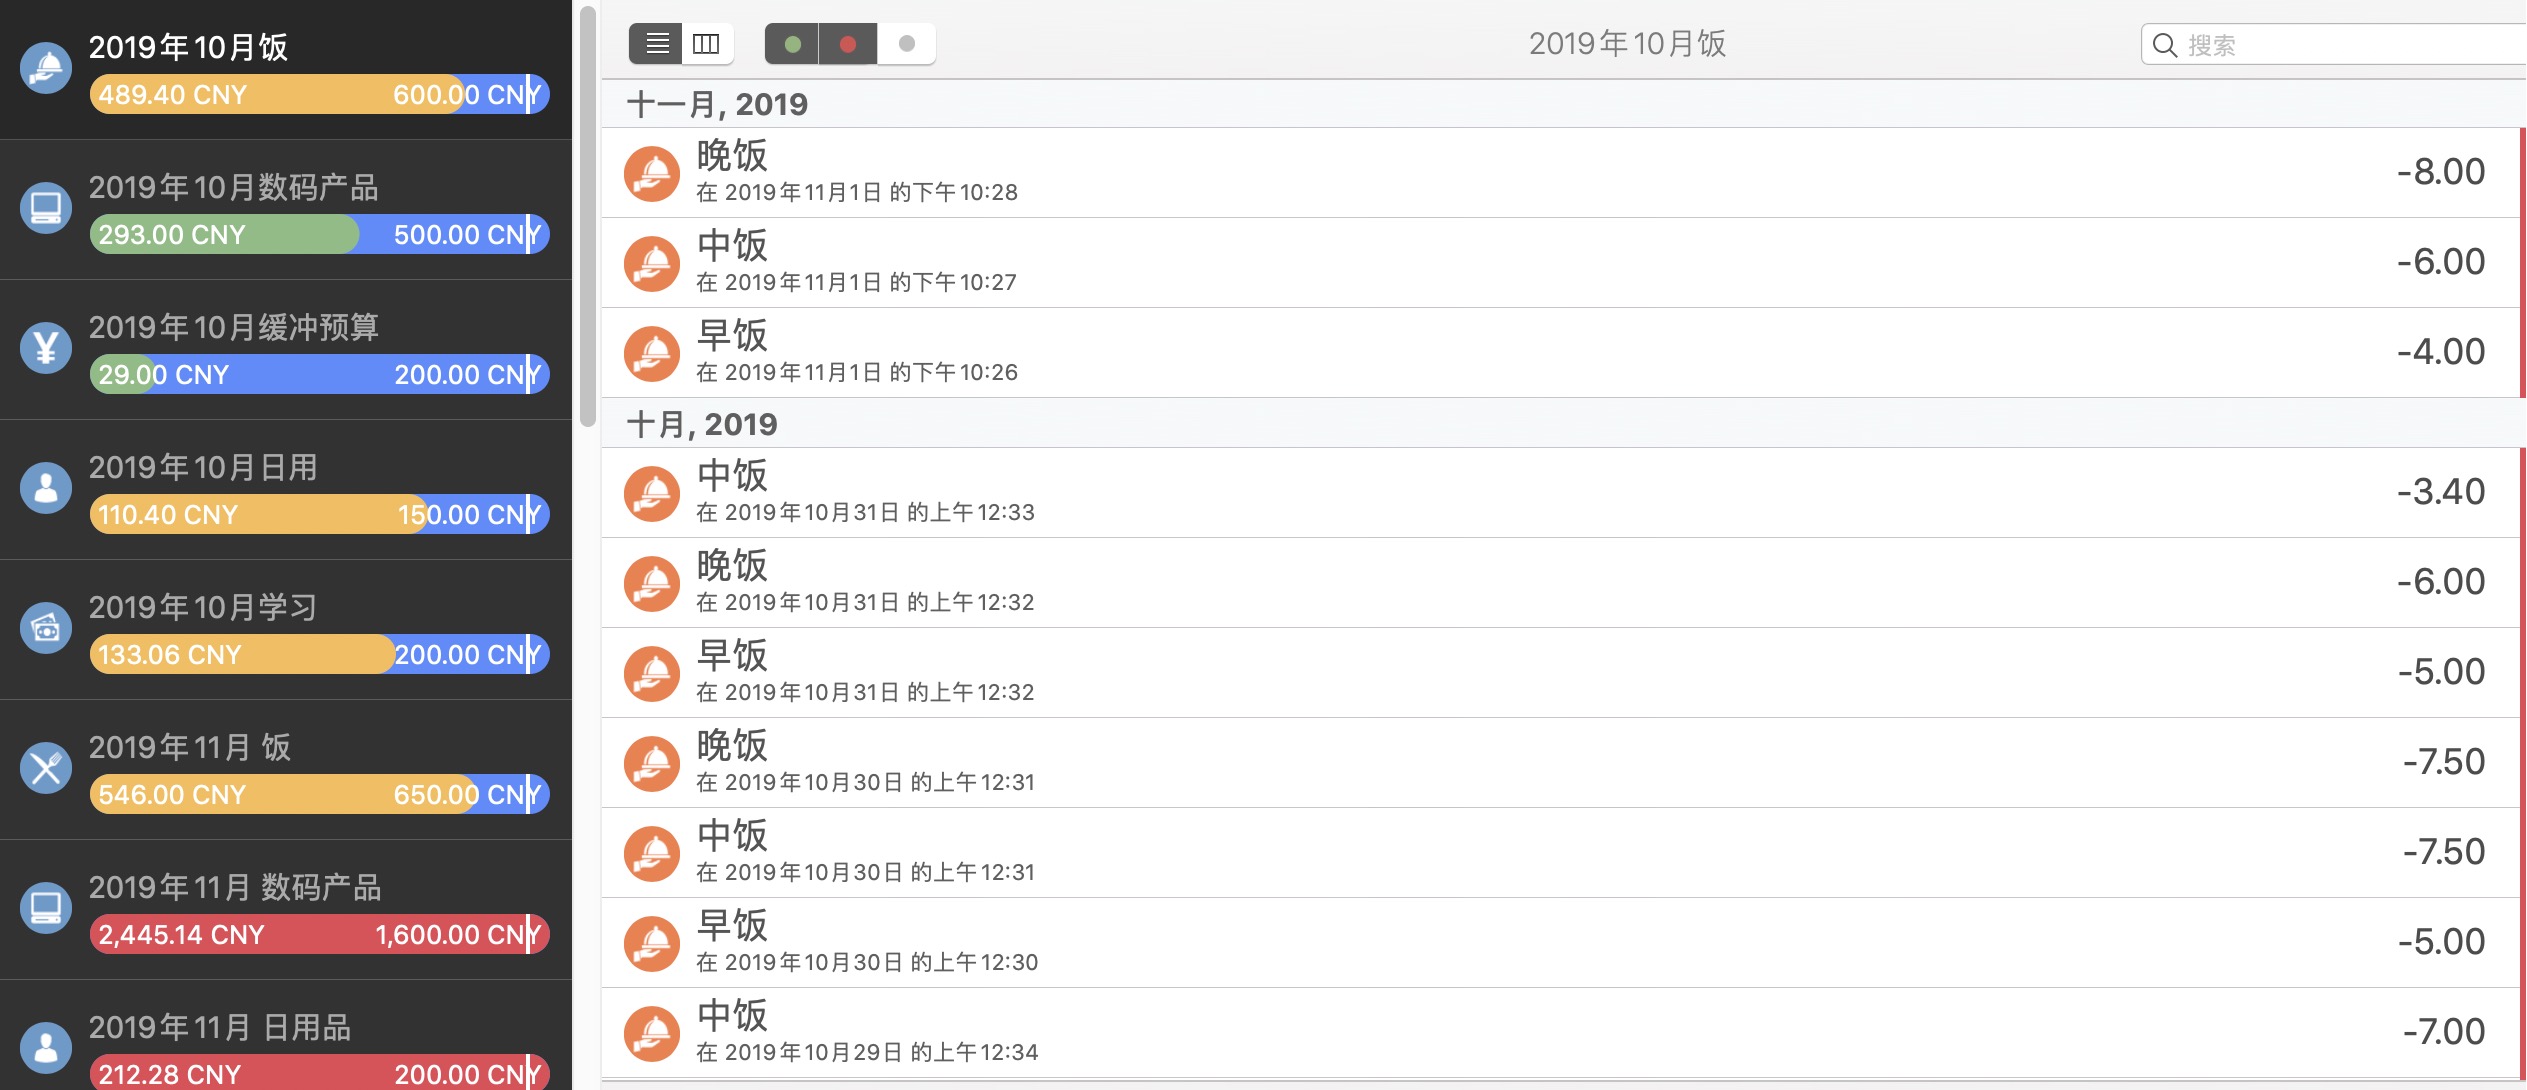 2019年10月饭
489.40 CNY 600.00 CNY
2019年10月数码产品
293.00 CNY 500.00 CNY
2019年10月缓冲预算
¥
29.00 CNY 200.00 CNY
2019年10月日用
110.40 CNY 150.00 CNY
2019年10月学习
133.06 CNY 200.00 CNY
2019年11月 饭
546.00 CNY 650.00 CNY
2019年11月 数码产品
2,445.14 CNY 1,600.00 CNY
2019年11月 日用品
212.28 CNY 200.00 CNY
2019年10月饭
搜索
十一月, 2019
晚饭
在 2019年11月1日 的下午10:28
-8.00
中饭
在 2019年11月1日 的下午10:27
-6.00
早饭
在 2019年11月1日 的下午10:26
-4.00
十月, 2019
中饭
在 2019年10月31日 的上午12:33
-3.40
晚饭
在 2019年10月31日 的上午12:32
-6.00
早饭
在 2019年10月31日 的上午12:32
-5.00
晚饭
在 2019年10月30日 的上午12:31
-7.50
中饭
在 2019年10月30日 的上午12:31
-7.50
早饭
在 2019年10月30日 的上午12:30
-5.00
中饭
在 2019年10月29日 的上午12:34
-7.00